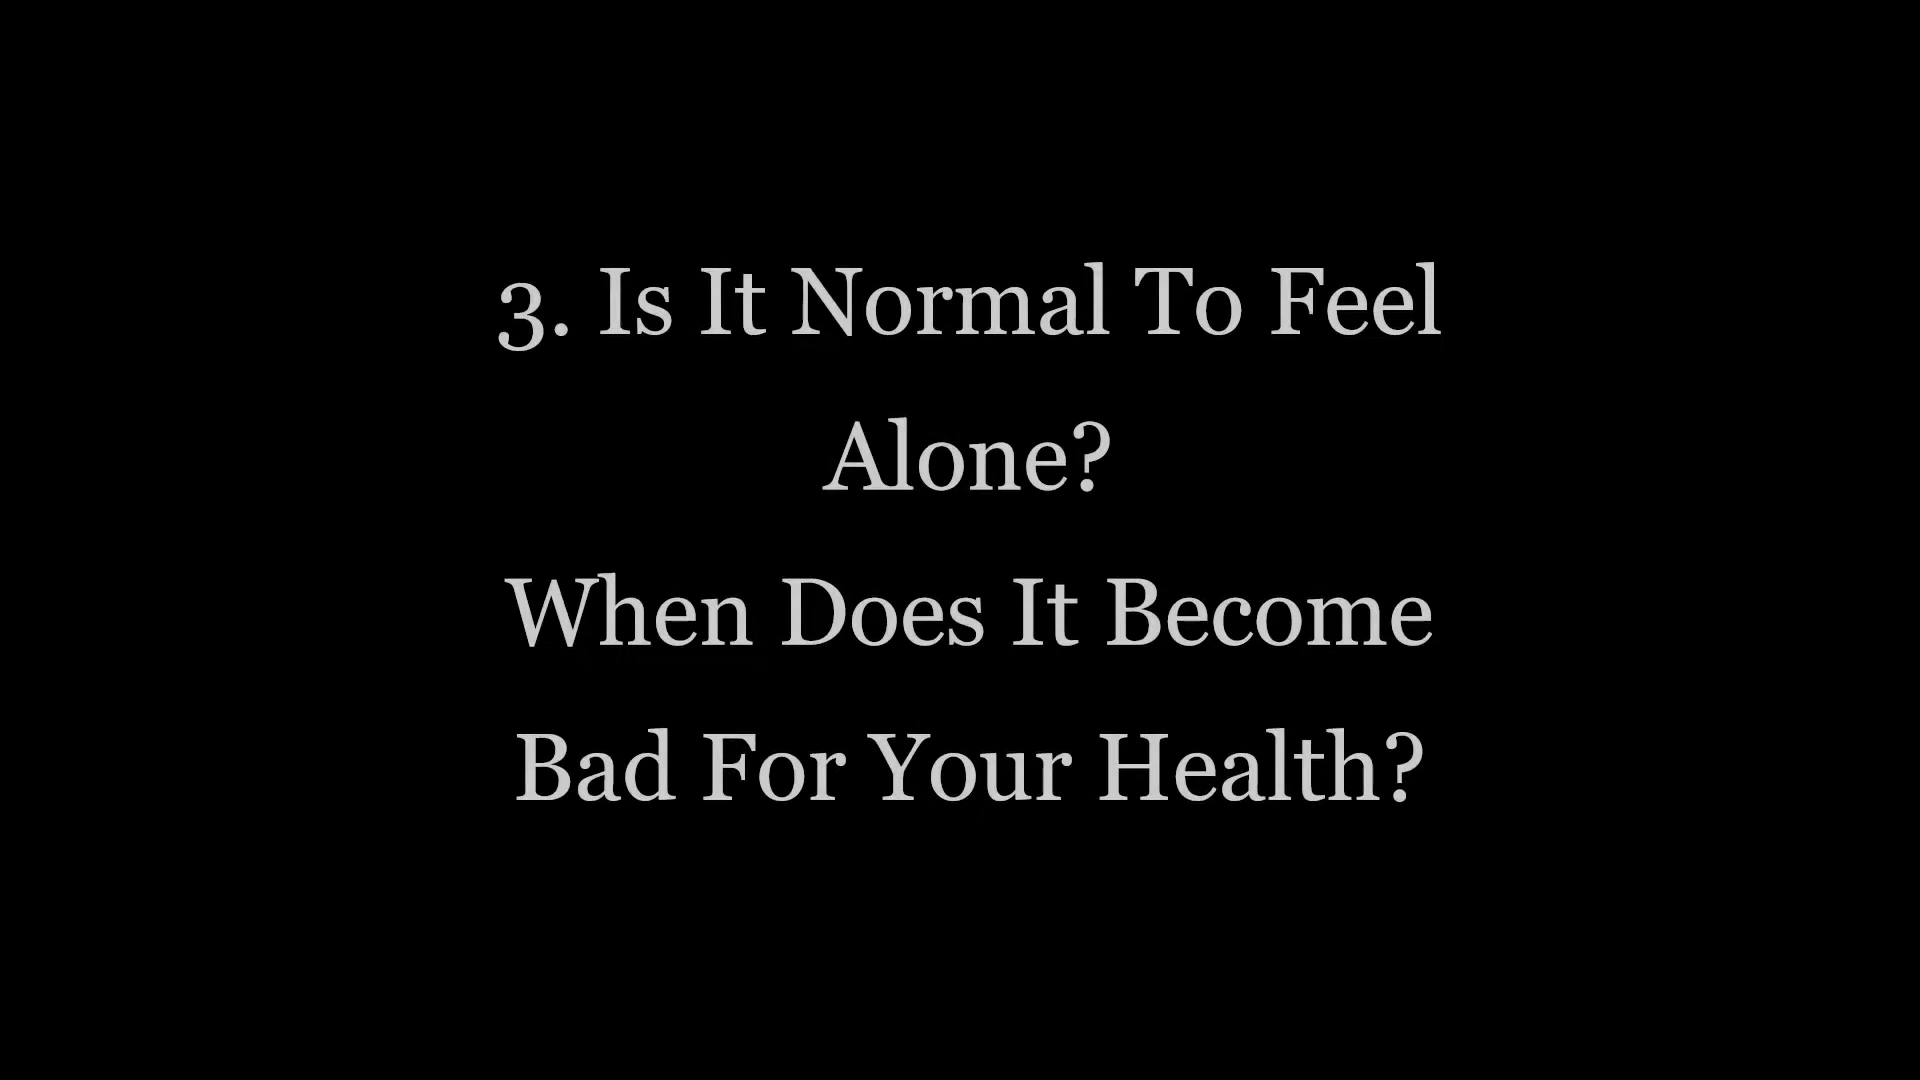 3. Is It Normal To Feel
Alone?
When Does It Become
Bad For Your Health?